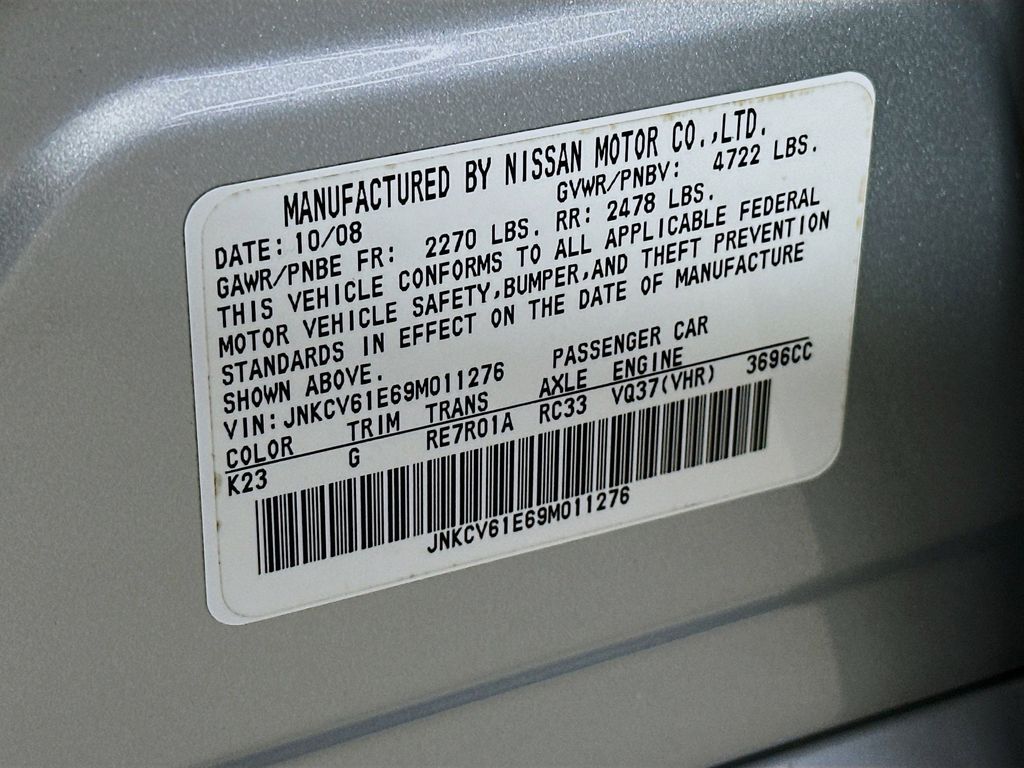 MANUFACTURED BY NISSAN MOTOR CO.,LTD.
DATE: 10/08 GVWR/PNBV: 4722 LBS.
GAWR/PNBE FR: 2270 LBS. RR: 2478 LBS.
THIS VEHICLE CONFORMS TO ALL APPLICABLE FEDERAL
MOTOR VEHICLE SAFETY,BUMPER,AND THEFT PREVENTION
STANDARDS IN EFFECT ON THE DATE OF MANUFACTURE
SHOWN ABOVE.
VIN: JNKCV61E69M011276 PASSENGER CAR
COLOR TRIM TRANS AXLE ENGINE
K23 G RE7R01A RC33 VQ37(VHR) 3696CC
JNKCV61E69M011276